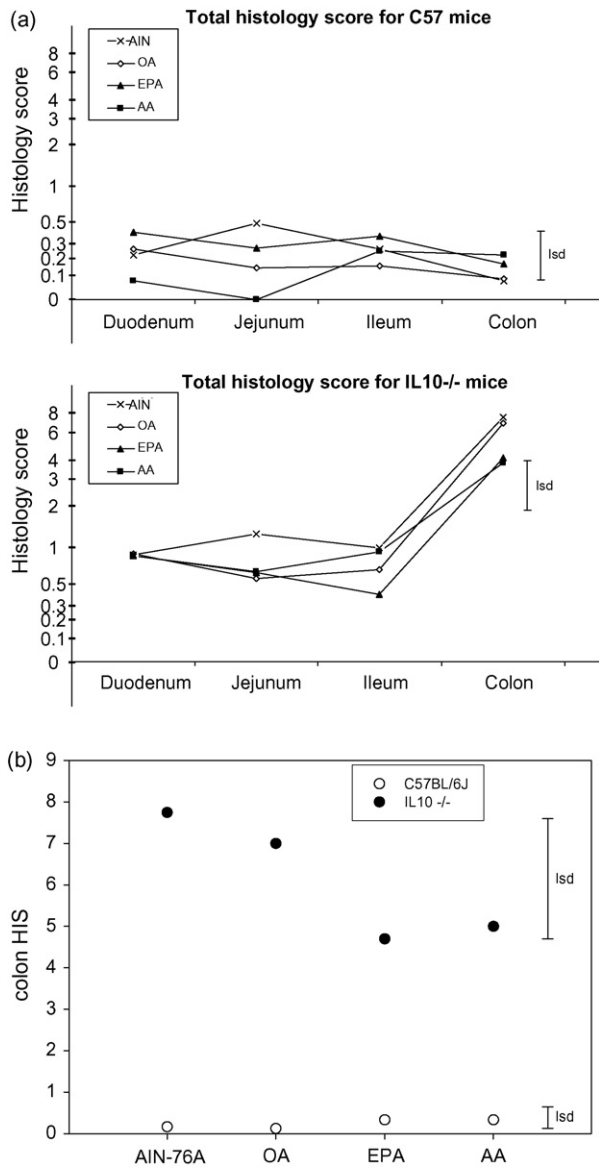 (a)
Total histology score for C57 mice
AIN
OA
EPA
AA
Histology score
8
6
4
3
2
1
0.5
0.3
0.2
0.1
0
lsd
Duodenum Jejunum Ileum Colon
Total histology score for IL10-/- mice
AIN
OA
EPA
AA
Histology score
8
6
4
3
2
1
0.5
0.3
0.2
0.1
0
lsd
Duodenum Jejunum Ileum Colon
(b)
C57BL/6J
IL10 -/-
colon HIS
9
8
7
6
5
4
3
2
1
0
lsd
lsd
AIN-76A OA EPA AA